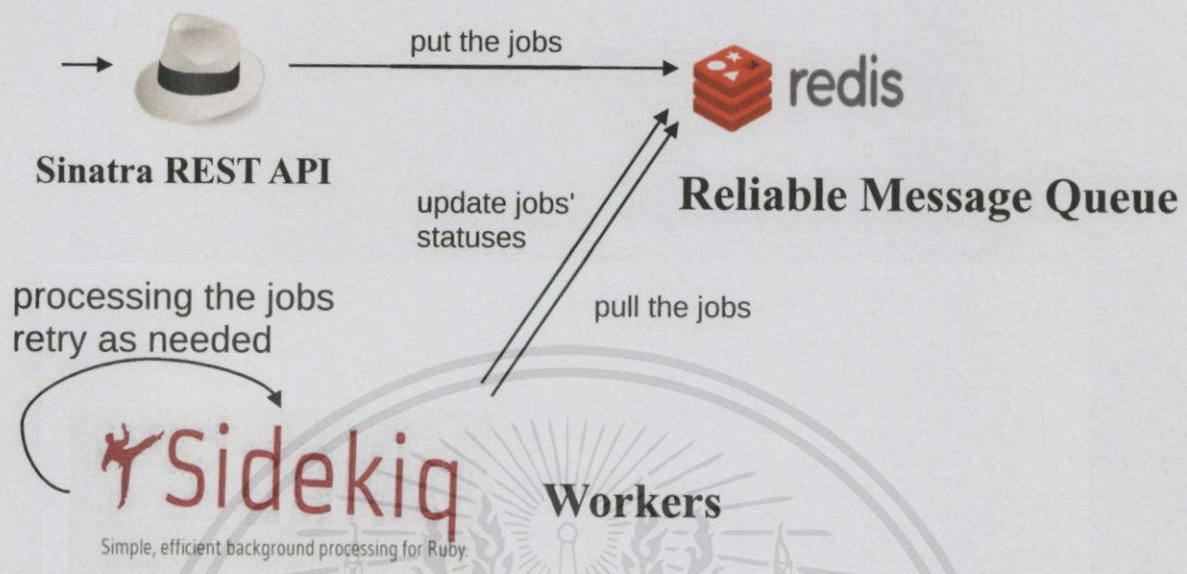 put the jobs
redis
Sinatra REST API
Reliable Message Queue
update jobs'
statuses
pull the jobs
processing the jobs
retry as needed
Sidekiq
Simple, efficient background processing for Ruby.
Workers